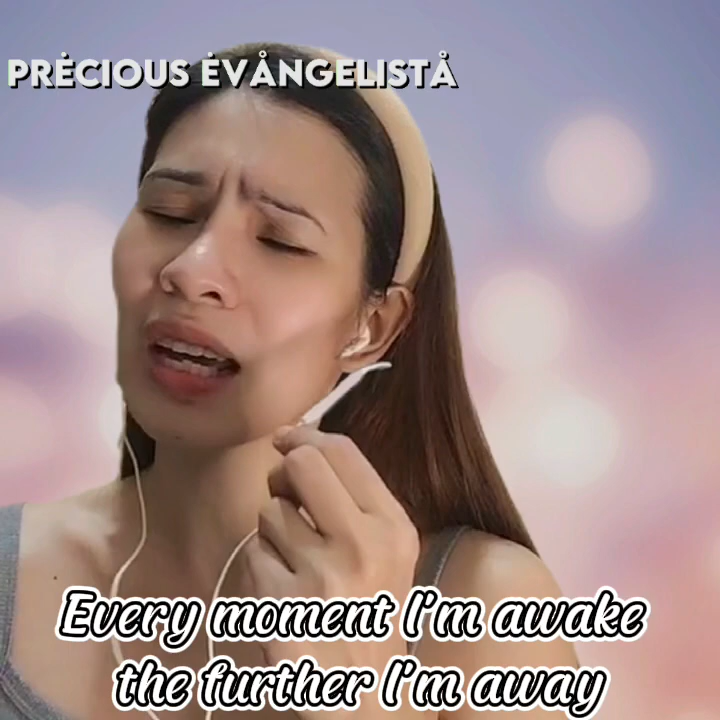 PRĖCIOUS ĖVÅNGELISTÅ
Every moment I'm awake
the further I'm away